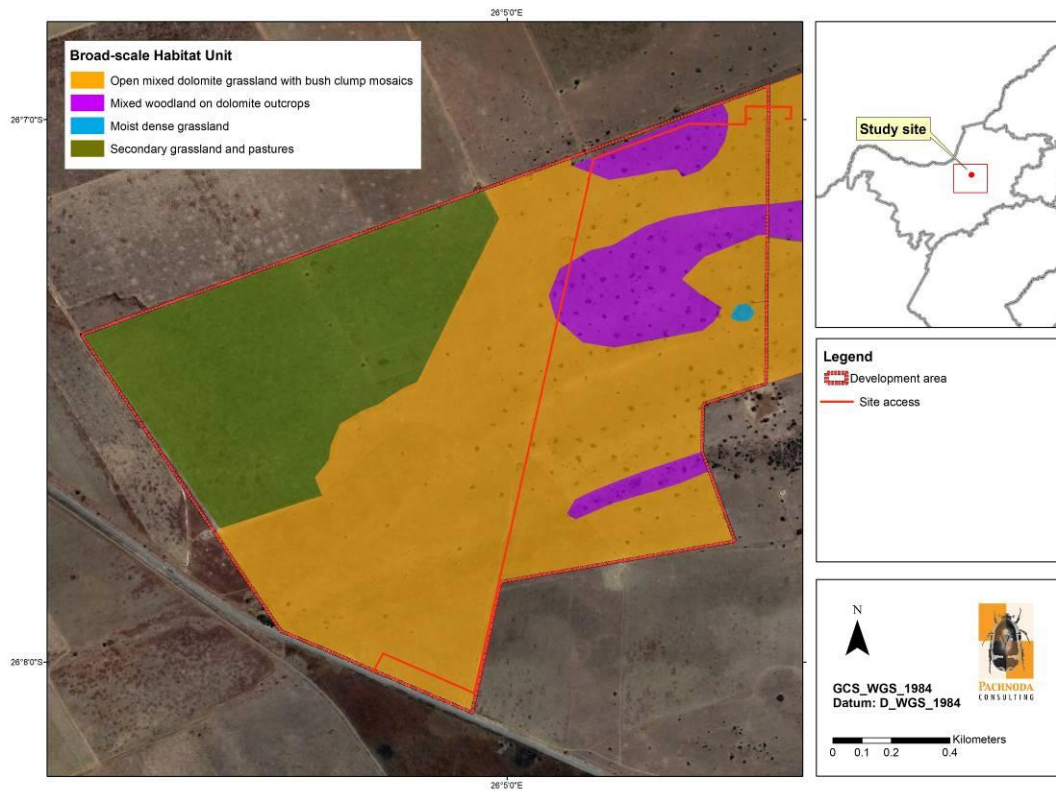 26°5'0"E
Broad-scale Habitat Unit
Open mixed dolomite grassland with bush clump mosaics
Mixed woodland on dolomite outcrops
Moist dense grassland
Secondary grassland and pastures
26°7'0"S
26°8'0"S
26°5'0"E
Study site
Legend
Development area
Site access
N
GCS_WGS_1984
Datum: D_WGS_1984
PACHNODA
CONSULTING
Kilometers
0 0.1 0.2 0.4